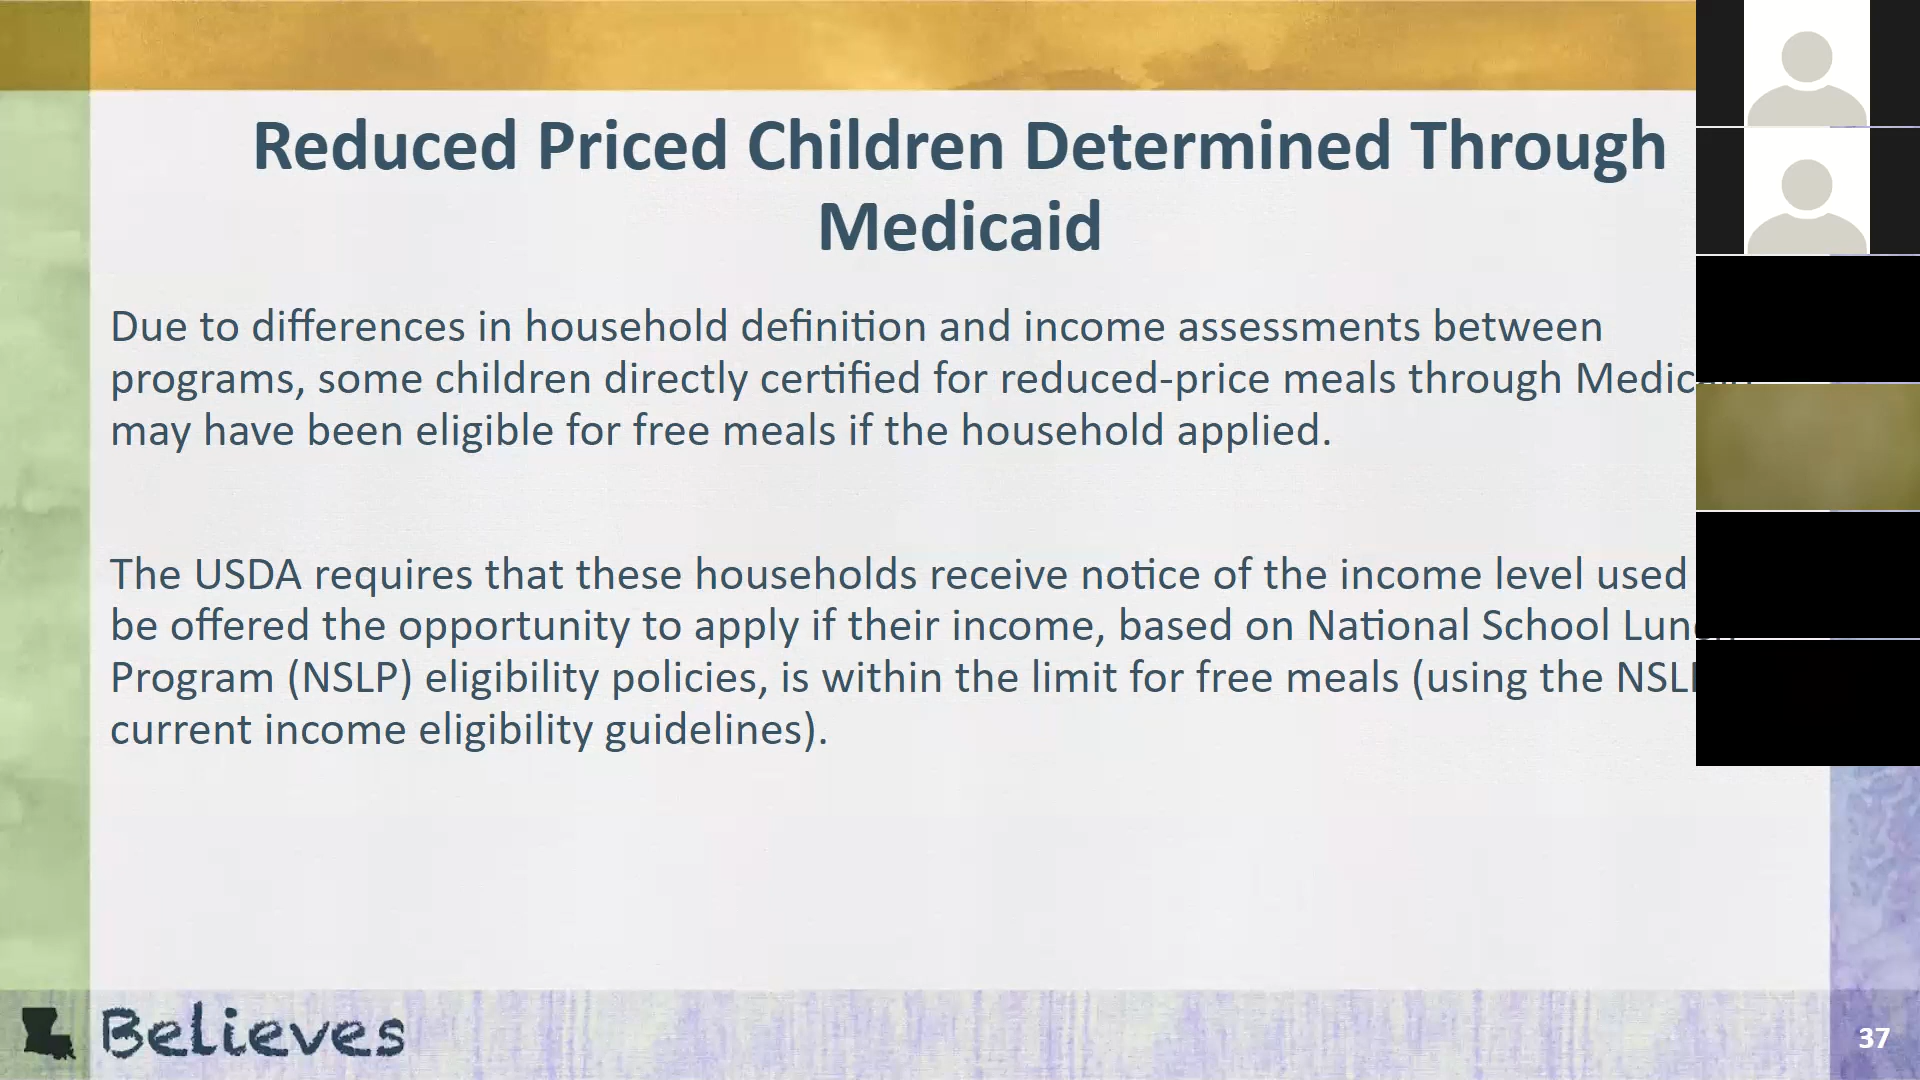 Reduced Priced Children Determined Through
Medicaid
Due to differences in household definition and income assessments between
programs, some children directly certified for reduced-price meals through Medicaid
may have been eligible for free meals if the household applied.
The USDA requires that these households receive notice of the income level used
be offered the opportunity to apply if their income, based on National School Lunch
Program (NSLP) eligibility policies, is within the limit for free meals (using the NSLP
current income eligibility guidelines).
Believes
37